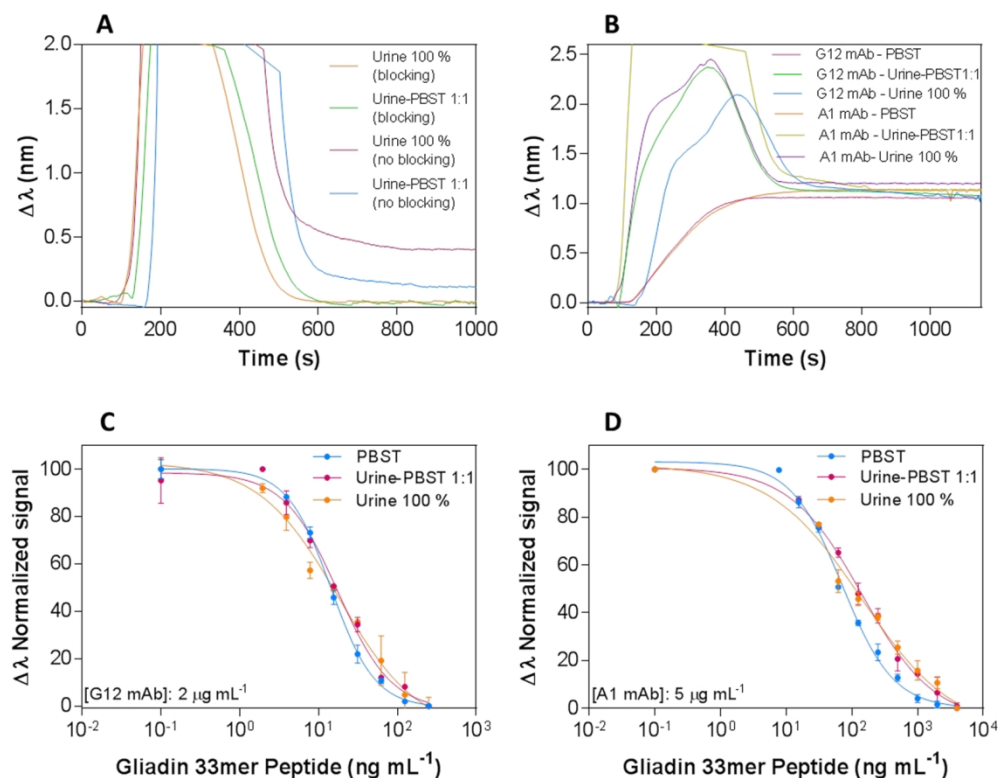 A
2.0
1.5
1.0
0.5
0.0
Δλ (nm)
0 200 400 600 800 1000
Time (s)
Urine 100 %
(blocking)
Urine-PBST 1:1
(blocking)
Urine 100 %
(no blocking)
Urine-PBST 1:1
(no blocking)
B
2.5
2.0
1.5
1.0
0.5
0.0
Δλ (nm)
0 200 400 600 800 1000
Time (s)
G12 mAb - PBST
G12 mAb - Urine-PBST1:1
G12 mAb - Urine 100 %
A1 mAb - PBST
A1 mAb - Urine-PBST1:1
A1 mAb- Urine 100 %
C
100
80
60
40
20
0
Δλ Normalized signal
PBST
Urine-PBST 1:1
Urine 100 %
[G12 mAb]: 2 μg mL⁻¹
10⁻² 10⁻¹ 10⁰ 10¹ 10² 10³
Gliadin 33mer Peptide (ng mL⁻¹)
D
100
80
60
40
20
0
Δλ Normalized signal
PBST
Urine-PBST 1:1
Urine 100 %
[A1 mAb]: 5 μg mL⁻¹
10⁻² 10⁻¹ 10⁰ 10¹ 10² 10³ 10⁴
Gliadin 33mer Peptide (ng mL⁻¹)